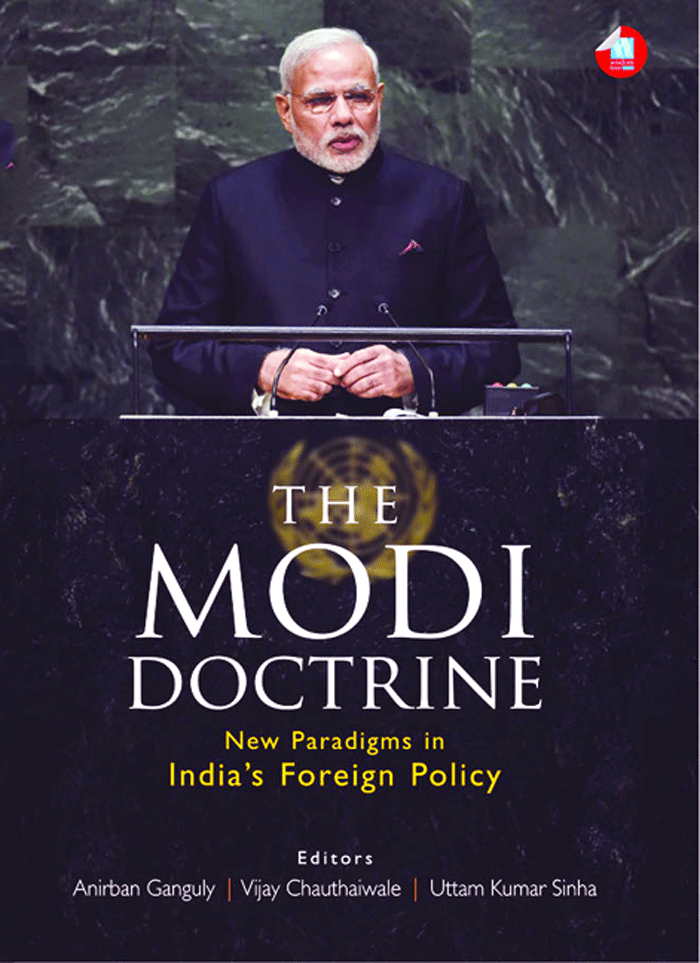 THE
MODI
DOCTRINE
New Paradigms in
India's Foreign Policy
Editors
Anirban Ganguly | Vijay Chauthaiwale | Uttam Kumar Sinha